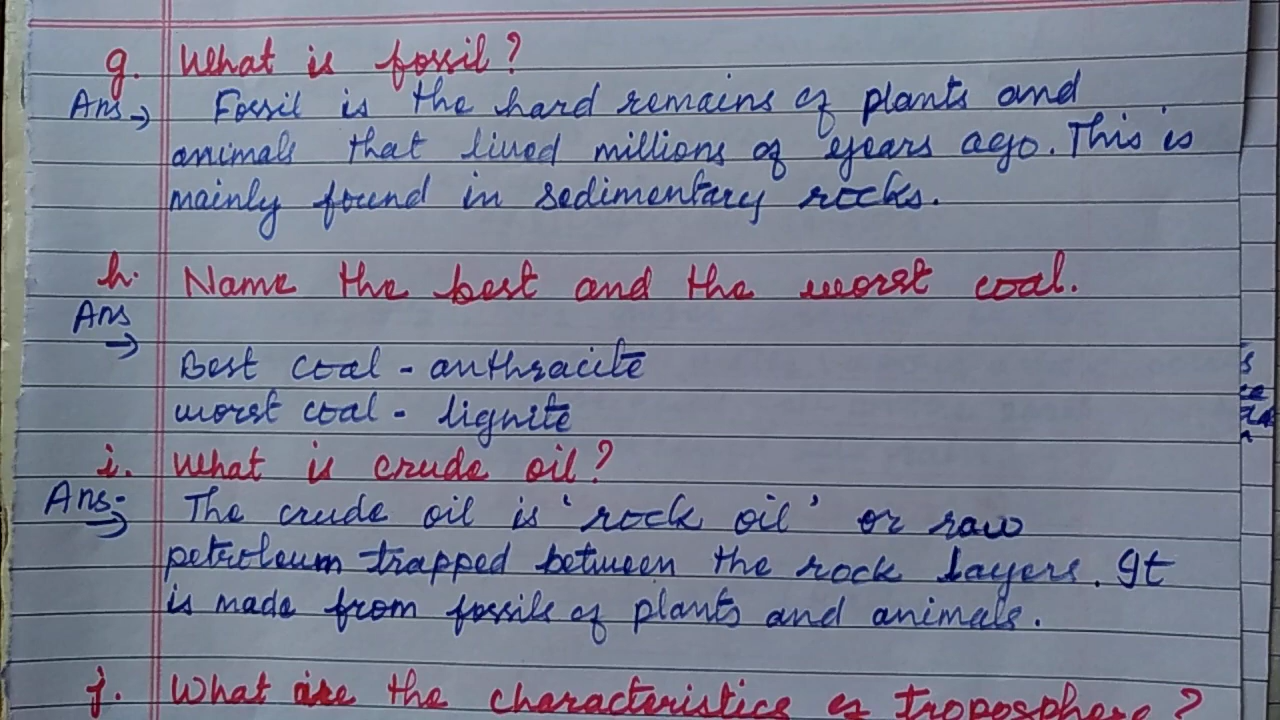 g. What is fossil?
Ans→ Fossil is the hard remains of plants and
animals that lived millions of years ago. This is
mainly found in sedimentary rocks.
h. Name the best and the worst coal.
Ans→
Best coal - anthracite
worst coal - lignite
i. What is crude oil?
Ans:→ The crude oil is 'rock oil' or raw
petroleum trapped between the rock layers. It
is made from fossils of plants and animals.
j. What are the characteristics of troposphere?